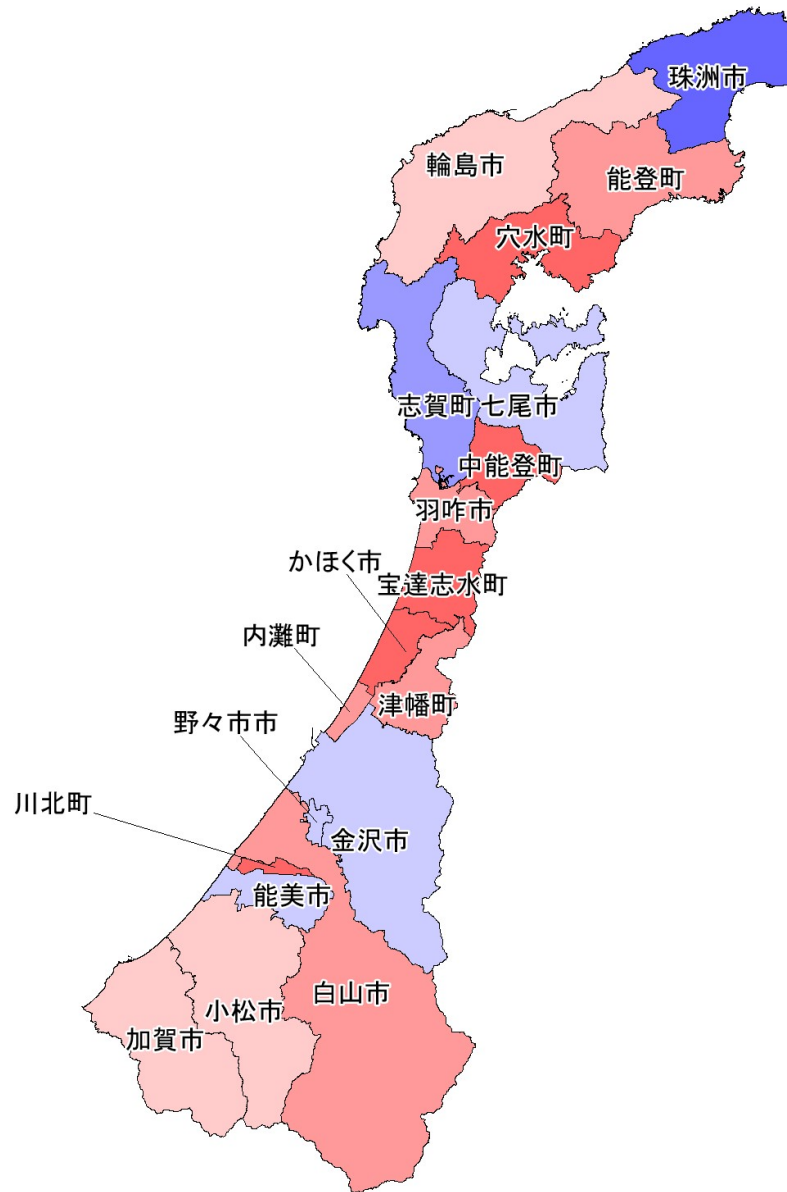 珠洲市
輪島市
能登町
穴水町
志賀町
七尾市
中能登町
羽咋市
かほく市
宝達志水町
内灘町
津幡町
野々市市
川北町
金沢市
能美市
白山市
小松市
加賀市